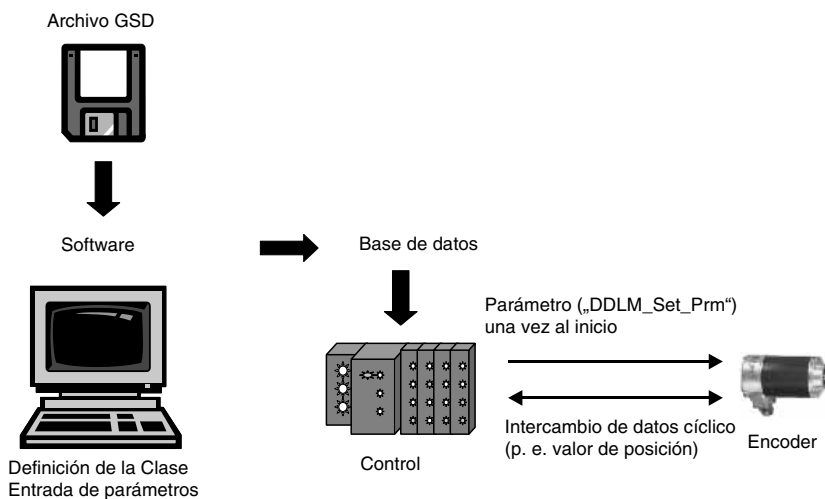 Archivo GSD
Software
Base de datos
Parámetro („DDLM_Set_Prm“)
una vez al inicio
Intercambio de datos cíclico
(p. e. valor de posición)
Encoder
Control
Definición de la Clase
Entrada de parámetros